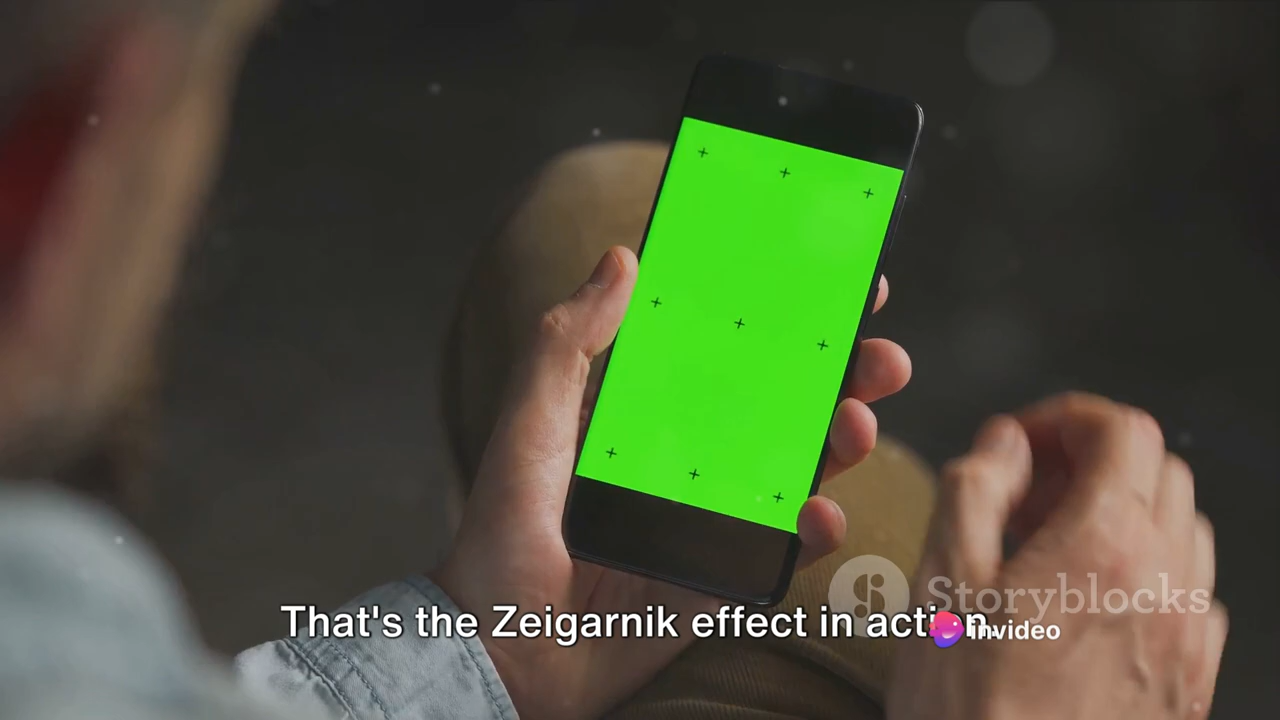 Storyblocks
That's the Zeigarnik effect in action.
invideo